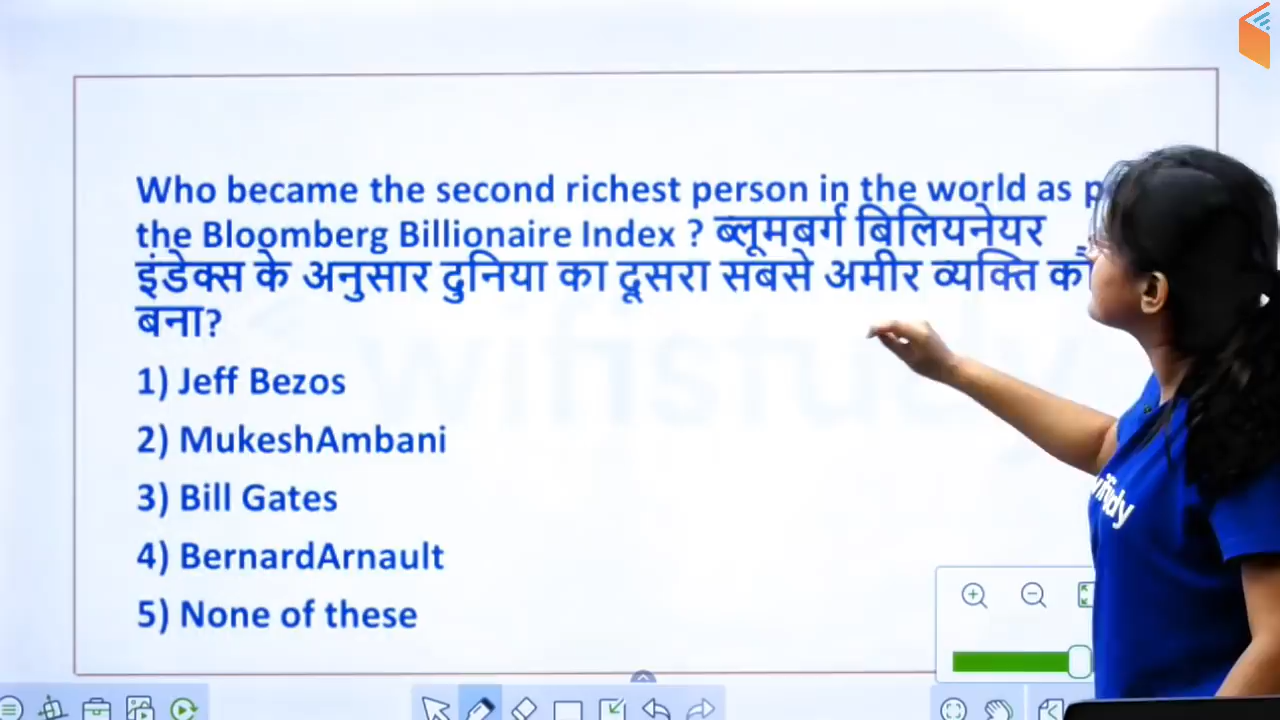 Who became the second richest person in the world as
the Bloomberg Billionaire Index ? ब्लूमबर्ग बिलियनेयर
इंडेक्स के अनुसार दुनिया का दूसरा सबसे अमीर व्यक्ति
बना?
1) Jeff Bezos
2) MukeshAmbani
3) Bill Gates
4) BernardArnault
5) None of these
wifistudy